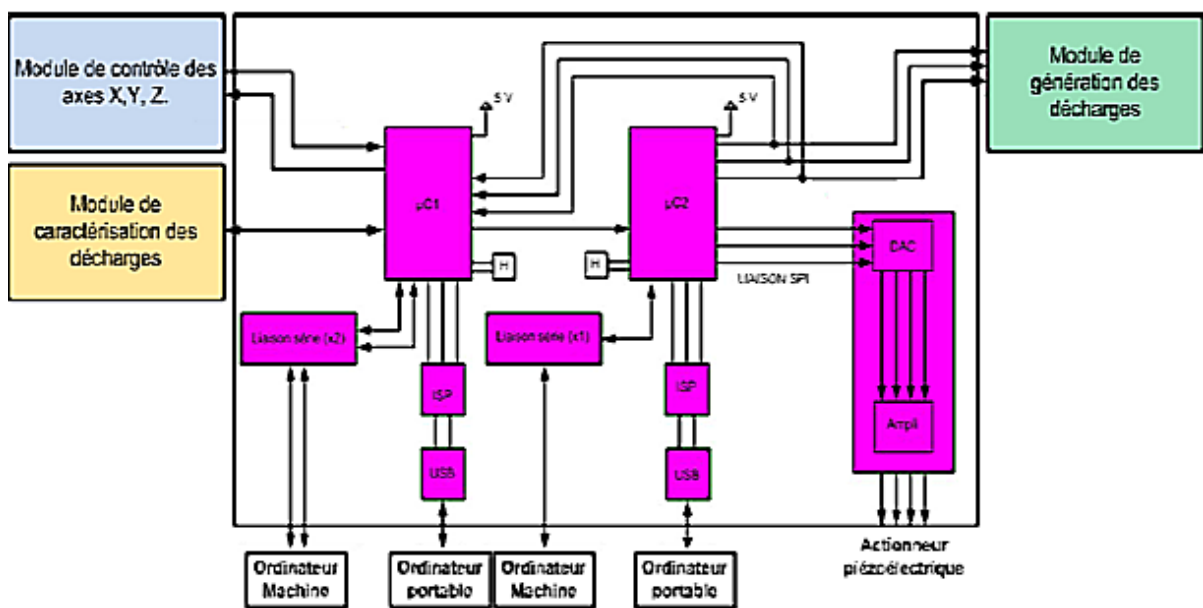 Module de contrôle des
axes X,Y, Z.
Module de
génération des
décharges
Module de
caractérisation des
décharges
5 V
5 V
µC1
µC2
H
H
DAC
LIAISON SPI
Liaison série (x2)
Liaison série (x1)
ISP
ISP
Ampli
USB
USB
Ordinateur
Machine
Ordinateur
portable
Ordinateur
Machine
Ordinateur
portable
Actionneur
piézoélectrique